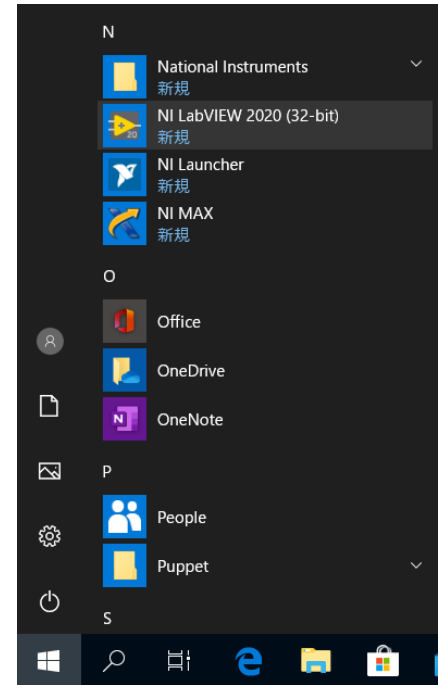 N
National Instruments
新規
NI LabVIEW 2020 (32-bit)
新規
NI Launcher
新規
NI MAX
新規
O
Office
OneDrive
OneNote
P
People
Puppet
S